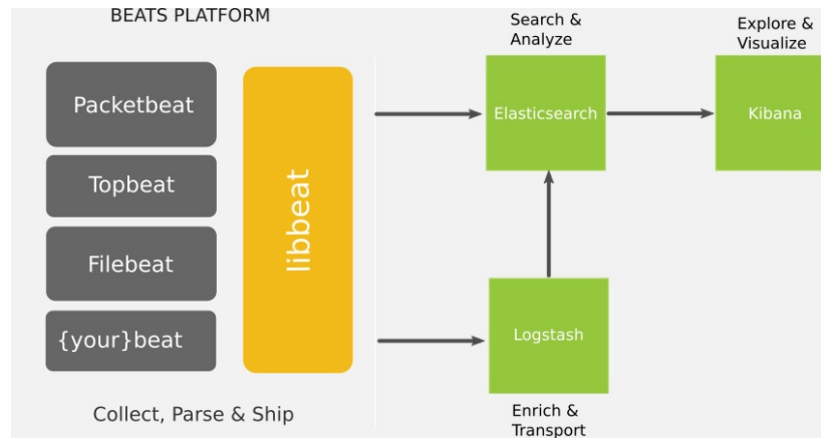 BEATS PLATFORM
Packetbeat
Topbeat
Filebeat
{your}beat
libbeat
Collect, Parse & Ship
Search &
Analyze
Elasticsearch
Explore &
Visualize
Kibana
Logstash
Enrich &
Transport